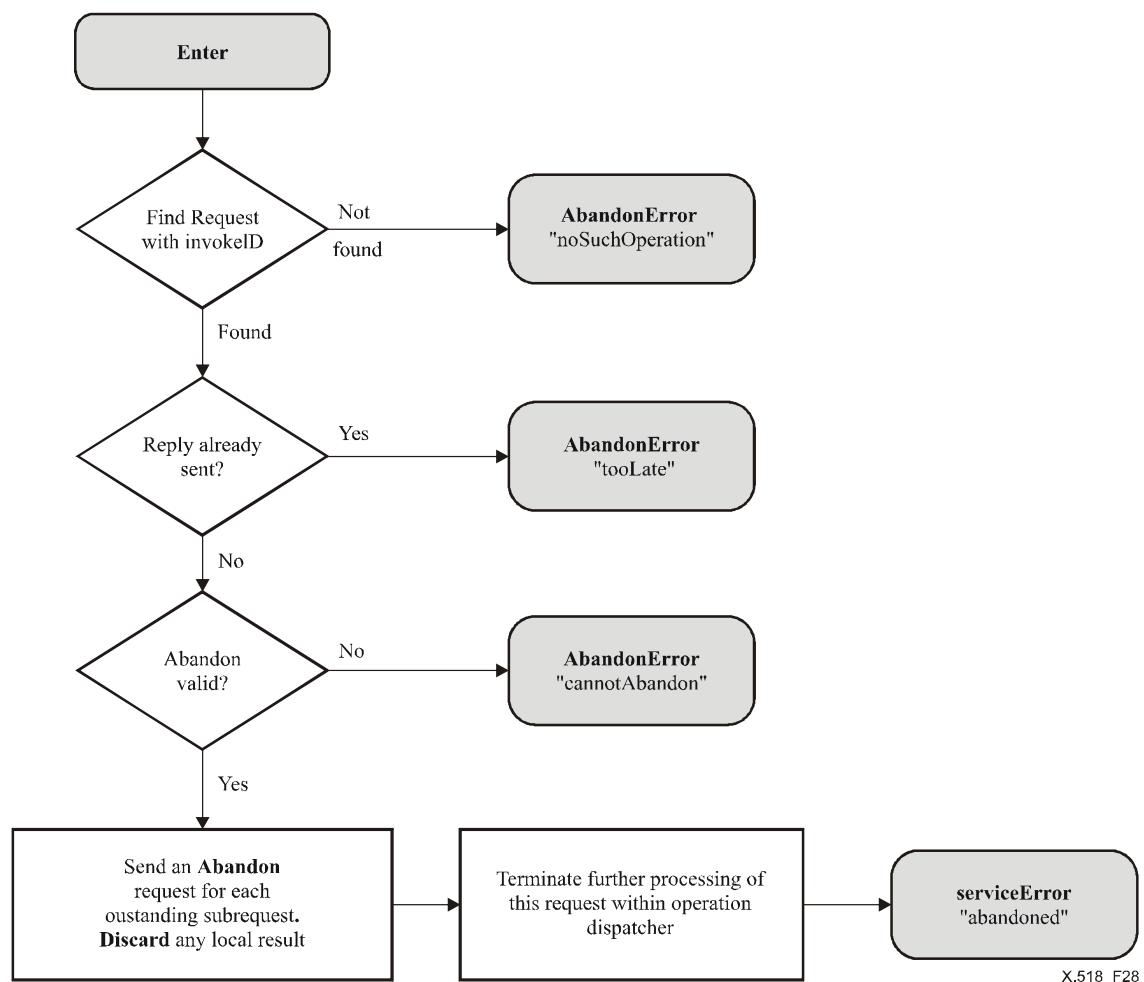 Enter
Find Request
with invokeID
Not
found
AbandonError
"noSuchOperation"
Found
Reply already
sent?
Yes
AbandonError
"tooLate"
No
Abandon
valid?
No
AbandonError
"cannotAbandon"
Yes
Send an Abandon
request for each
oustanding subrequest.
Discard any local result
Terminate further processing of
this request within operation
dispatcher
serviceError
"abandoned"
X.518_F28